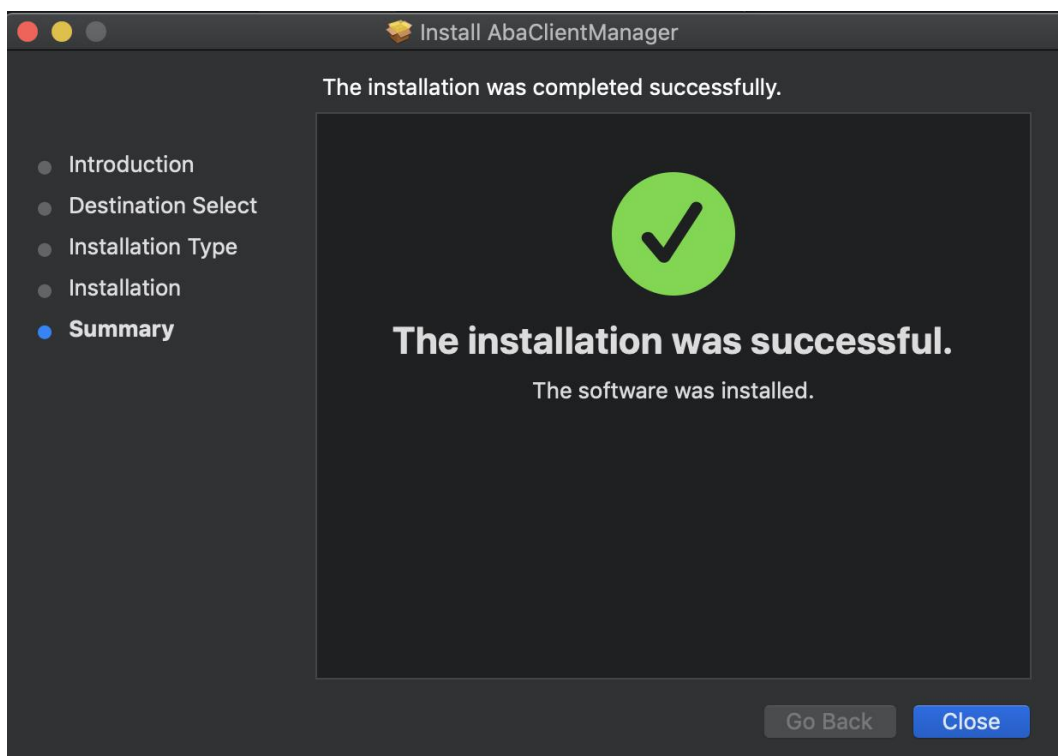 Install AbaClientManager
The installation was completed successfully.
Introduction
Destination Select
Installation Type
Installation
Summary
The installation was successful.
The software was installed.
Go Back
Close